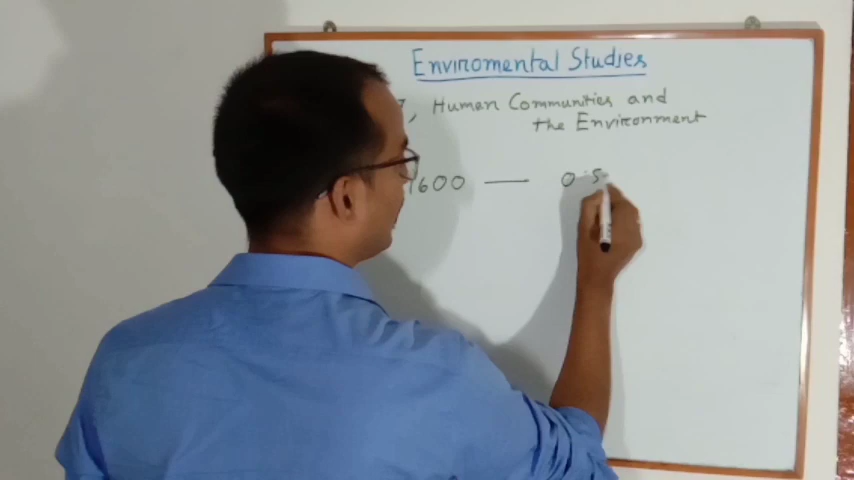 Enviromental Studies
, Human Communities and
the Environment
1600 — 0.5